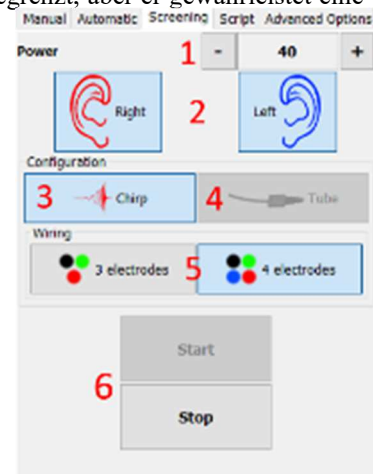 egrenzt, aber er gewährleistet eine
Manual Automatic Screening Script Advanced Options
Power 1 - 40 +
Right 2 Left
Configuration
3 Chirp 4 Tube
Wiring
3 electrodes 5 4 electrodes
Start
6
Stop